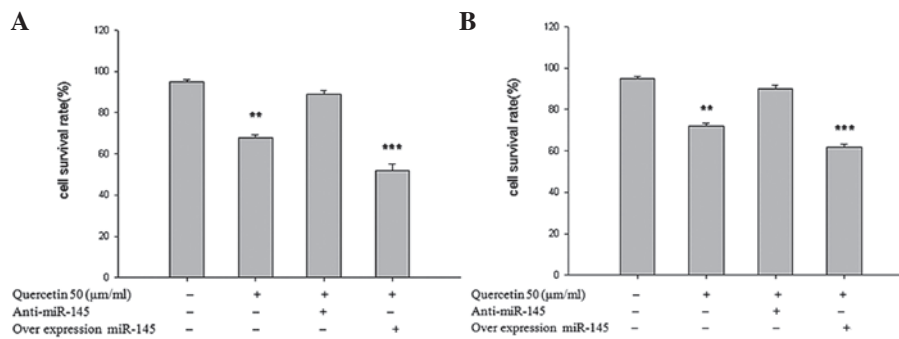 A
120
100
80
60
40
20
0
cell survival rate(%)
**
***
Quercetin 50 (μm/ml) – + + +
Anti-miR-145 – – + –
Over expression miR-145 – – – +
B
120
100
80
60
40
20
0
cell survival rate(%)
**
***
Quercetin 50 (μm/ml) – + + +
Anti-miR-145 – – + –
Over expression miR-145 – – – +